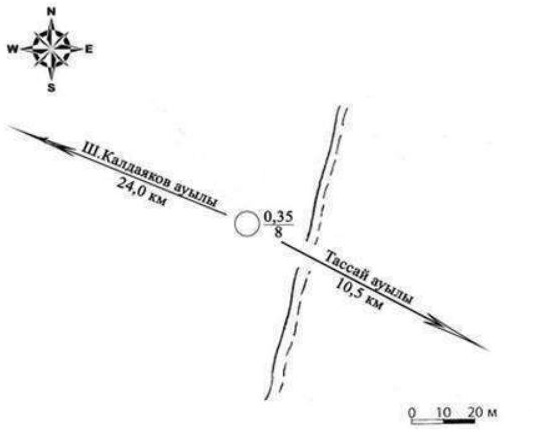 N
W E
S
Ш.Калдаяков ауылы
24,0 км
0,35
8
Тассай ауылы
10,5 км
0 10 20 м